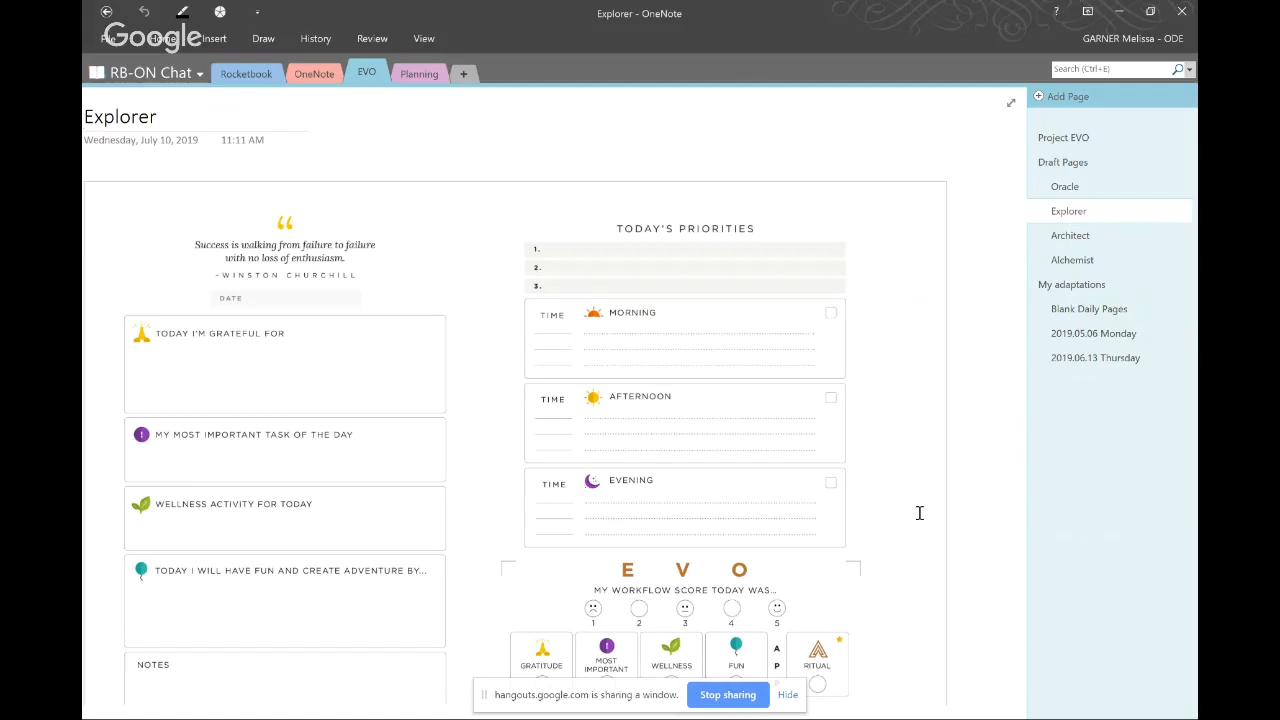 Explorer - OneNote
?
Google
File Home Insert Draw History Review View
GARNER Melissa - ODE
RB-ON Chat
Rocketbook
OneNote
EVO
Planning
+
Search (Ctrl+E)
Explorer
Wednesday, July 10, 2019 11:11 AM
Add Page
Project EVO
Draft Pages
Oracle
Explorer
Architect
Alchemist
My adaptations
Blank Daily Pages
2019.05.06 Monday
2019.06.13 Thursday
“
Success is walking from failure to failure
with no loss of enthusiasm.
-WINSTON CHURCHILL
DATE
TODAY I'M GRATEFUL FOR
MY MOST IMPORTANT TASK OF THE DAY
WELLNESS ACTIVITY FOR TODAY
TODAY I WILL HAVE FUN AND CREATE ADVENTURE BY...
NOTES
TODAY'S PRIORITIES
1.
2.
3.
TIME MORNING
TIME AFTERNOON
TIME EVENING
E V O
MY WORKFLOW SCORE TODAY WAS...
1 2 3 4 5
GRATITUDE
MOST
IMPORTANT
WELLNESS
FUN
A
P
P
RITUAL
hangouts.google.com is sharing a window. Stop sharing Hide